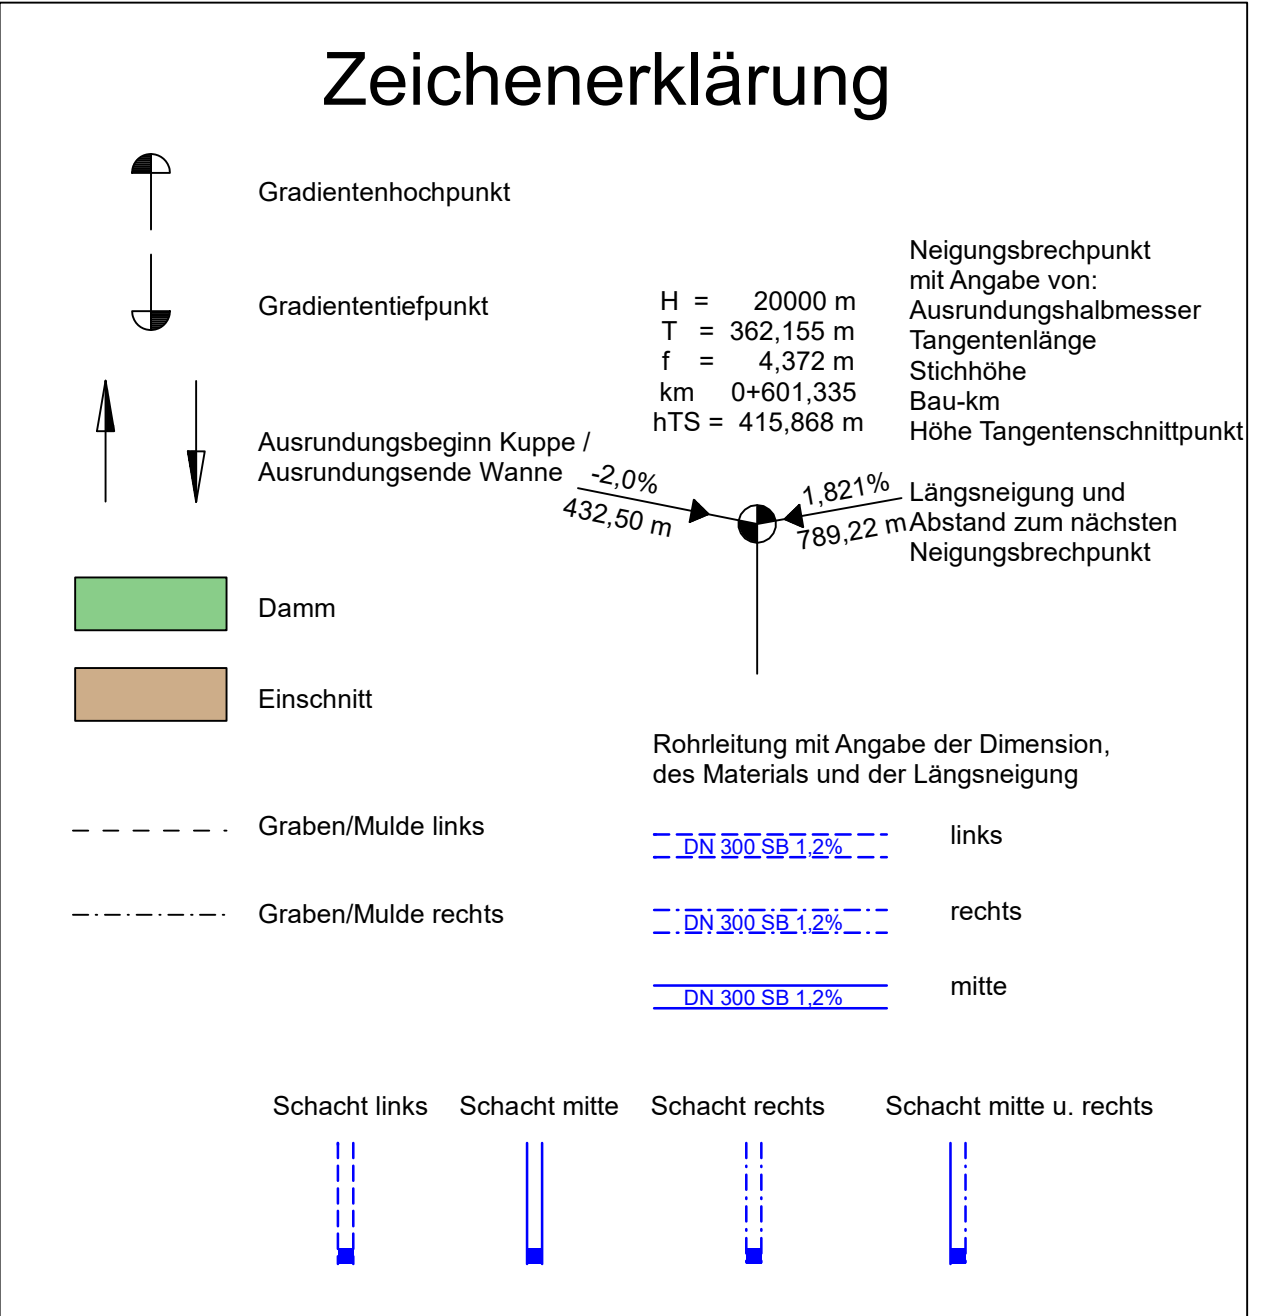 Zeichenerklärung
Gradientenhochpunkt
Gradiententiefpunkt
Ausrundungsbeginn Kuppe /
Ausrundungsende Wanne
H = 20000 m
T = 362,155 m
f = 4,372 m
km 0+601,335
hTS = 415,868 m
Neigungsbrechpunkt
mit Angabe von:
Ausrundungshalbmesser
Tangentenlänge
Stichhöhe
Bau-km
Höhe Tangentenschnittpunkt
-2,0%
432,50 m
1,821%
789,22 m
Längsneigung und
Abstand zum nächsten
Neigungsbrechpunkt
Damm
Einschnitt
Graben/Mulde links
Graben/Mulde rechts
Rohrleitung mit Angabe der Dimension,
des Materials und der Längsneigung
DN 300 SB 1,2%
links
DN 300 SB 1,2%
rechts
DN 300 SB 1,2%
mitte
Schacht links
Schacht mitte
Schacht rechts
Schacht mitte u. rechts